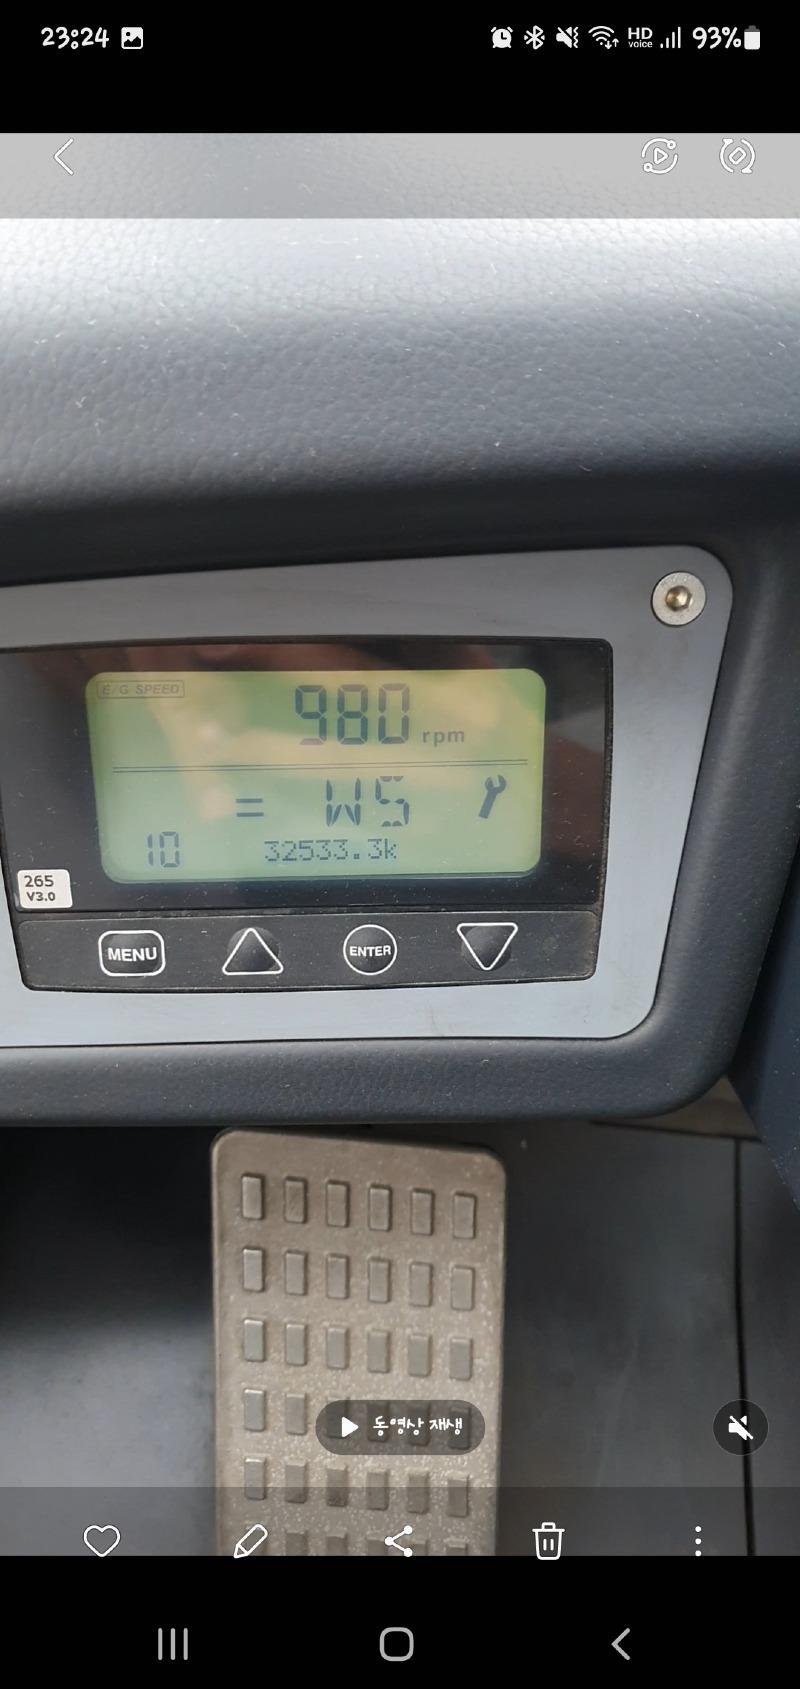 23:24
HD voice 93%
E/G SPEED
980 rpm
= W5
10 32533.3k
265
V3.0
MENU ENTER
동영상 재생